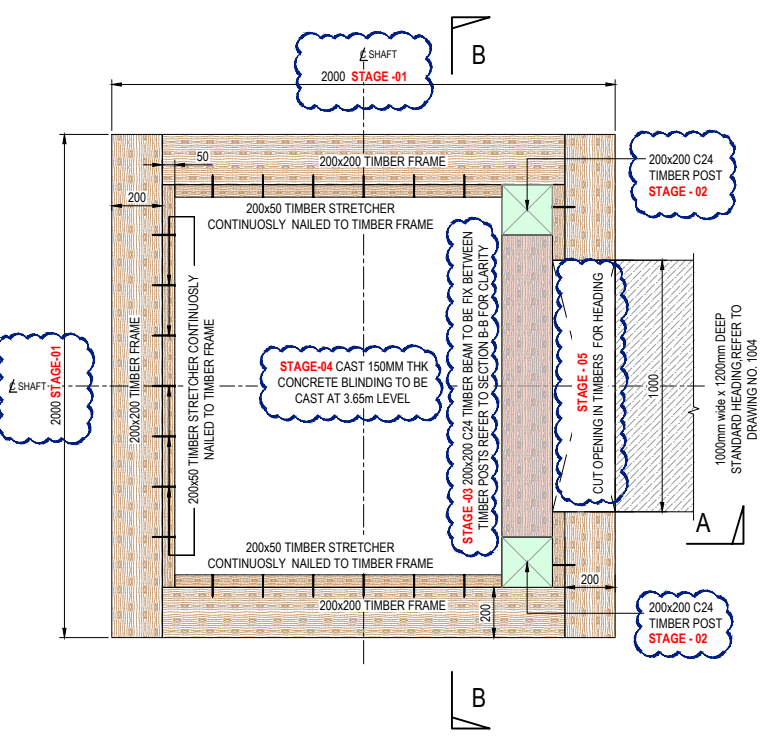 ℄ SHAFT
2000 STAGE -01
B
50
200x200 TIMBER FRAME
200x200 C24
TIMBER POST
STAGE - 02
200
200x50 TIMBER STRETCHER
CONTINUOSLY NAILED TO TIMBER FRAME
℄ SHAFT
2000 STAGE-01
200x200 TIMBER FRAME
200x50 TIMBER STRETCHER CONTINUOSLY
NAILED TO TIMBER FRAME
STAGE-04 CAST 150MM THK
CONCRETE BLINDING TO BE
CAST AT 3.65m LEVEL
STAGE -03 200x200 C24 TIMBER BEAM TO BE FIX BETWEEN
TIMBER POSTS REFER TO SECTION B-B FOR CLARITY
STAGE - 05
CUT OPENING IN TIMBERS FOR HEADING
1000
1000mm wide x 1200mm DEEP
STANDARD HEADING,REFER TO
DRAWING NO. 1004
A
200x50 TIMBER STRETCHER
CONTINUOSLY NAILED TO TIMBER FRAME
200x200 TIMBER FRAME
200
200
200x200 C24
TIMBER POST
STAGE - 02
B